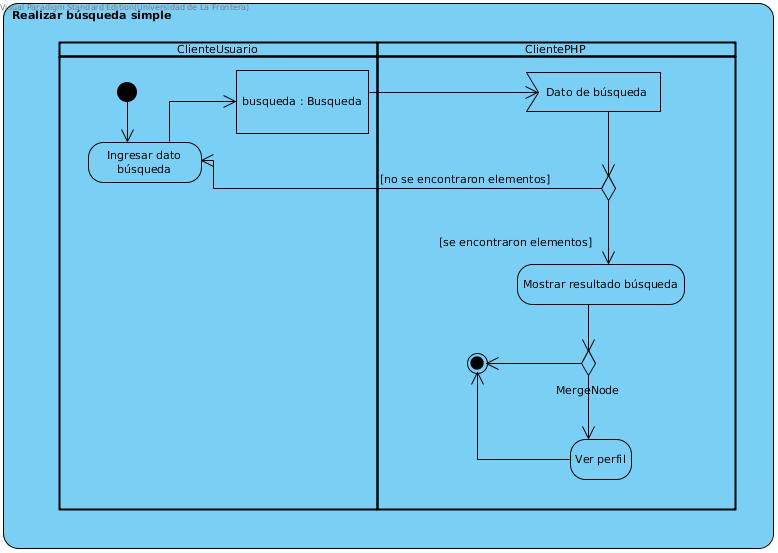 Visual Paradigm Standard Edition(Universidad de La Frontera)
Realizar búsqueda simple
ClienteUsuario
ClientePHP
busqueda : Busqueda
Dato de búsqueda
Ingresar dato
búsqueda
[no se encontraron elementos]
[se encontraron elementos]
Mostrar resultado búsqueda
MergeNode
Ver perfil